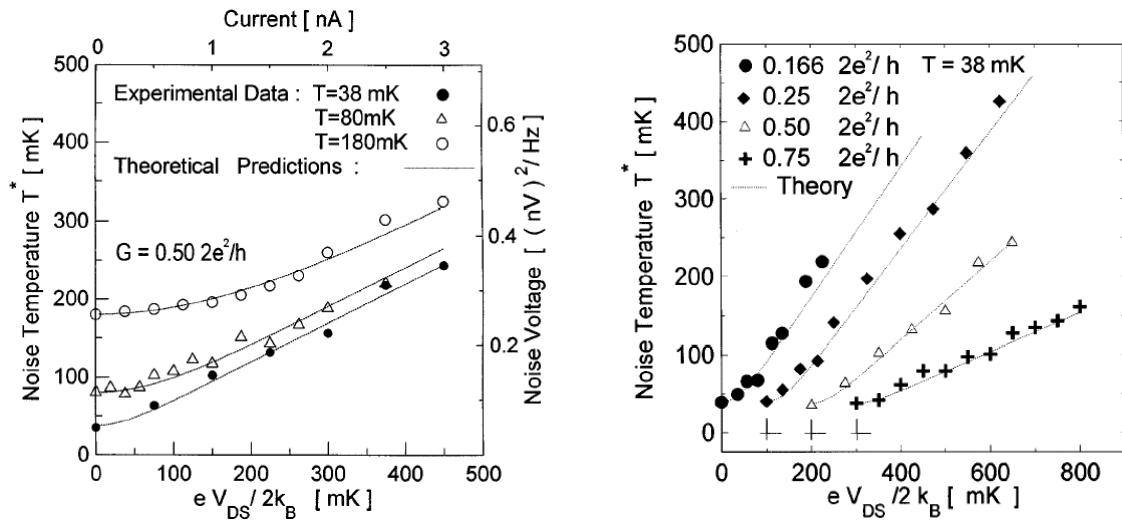 Current [ nA ]
0 1 2 3
500
400
300
200
100
0
Noise Temperature T* [ mK ]
Experimental Data : T=38 mK
T=80mK
T=180mK
Theoretical Predictions :
G = 0.50 2e²/h
0.6
0.4
0.2
Noise Voltage [ (nV)²/ Hz ]
0 100 200 300 400 500
e V_DS/ 2k_B [ mK ]
500
400
300
200
100
0
Noise Temperature T* [ mK ]
0.166 2e²/ h T = 38 mK
0.25 2e²/ h
0.50 2e²/ h
0.75 2e²/ h
Theory
0 200 400 600 800
e V_DS /2 k_B [ mK ]